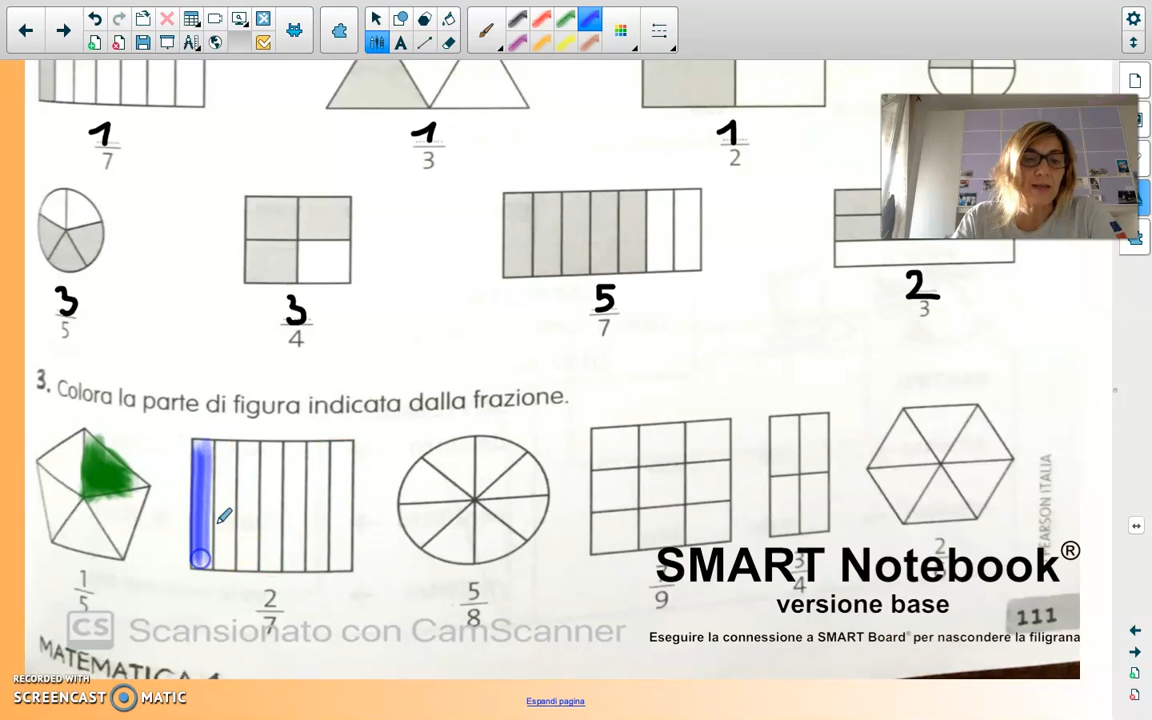 1
7
1
3
1
2
3
5
3
4
5
7
2
3
3. Colora la parte di figura indicata dalla frazione.
1
5
2
7
5
8
9
3
4
2
PEARSON ITALIA
SMART Notebook®
versione base
Eseguire la connessione a SMART Board® per nascondere la filigrana
111
CS Scansionato con CamScanner
MATEMATICA
RECORDED WITH
SCREENCAST MATIC
Espandi pagina